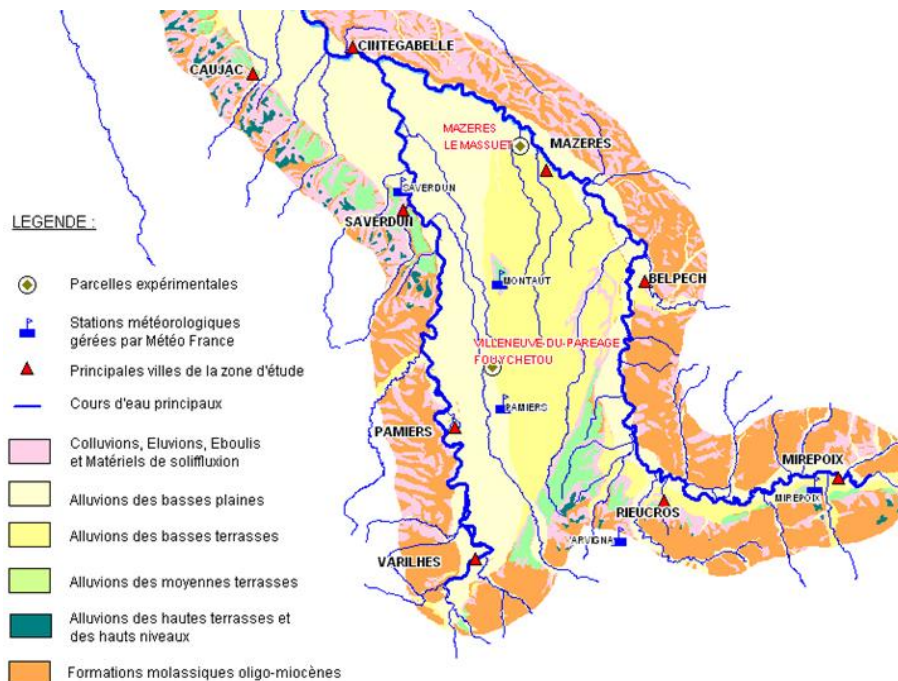 CINTEGABELLE
CAUJAC
MAZERES
LE MASSUET
MAZERES
SAVERDUN
SAVERDUN
MONTAUT
BELPECH
VILLENEUVE-DU-PAREAGE
FOUYCHETOU
PAMIERS
PAMIERS
MIREPOIX
MIREPOIX
RIEUCROS
ARVIGNA
VARILHES
LEGENDE :
Parcelles expérimentales
Stations météorologiques
gérées par Météo France
Principales villes de la zone d'étude
Cours d'eau principaux
Colluvions, Eluvions, Eboulis
et Matériels de soliffluxion
Alluvions des basses plaines
Alluvions des basses terrasses
Alluvions des moyennes terrasses
Alluvions des hautes terrasses et
des hauts niveaux
Formations molassiques oligo-miocènes